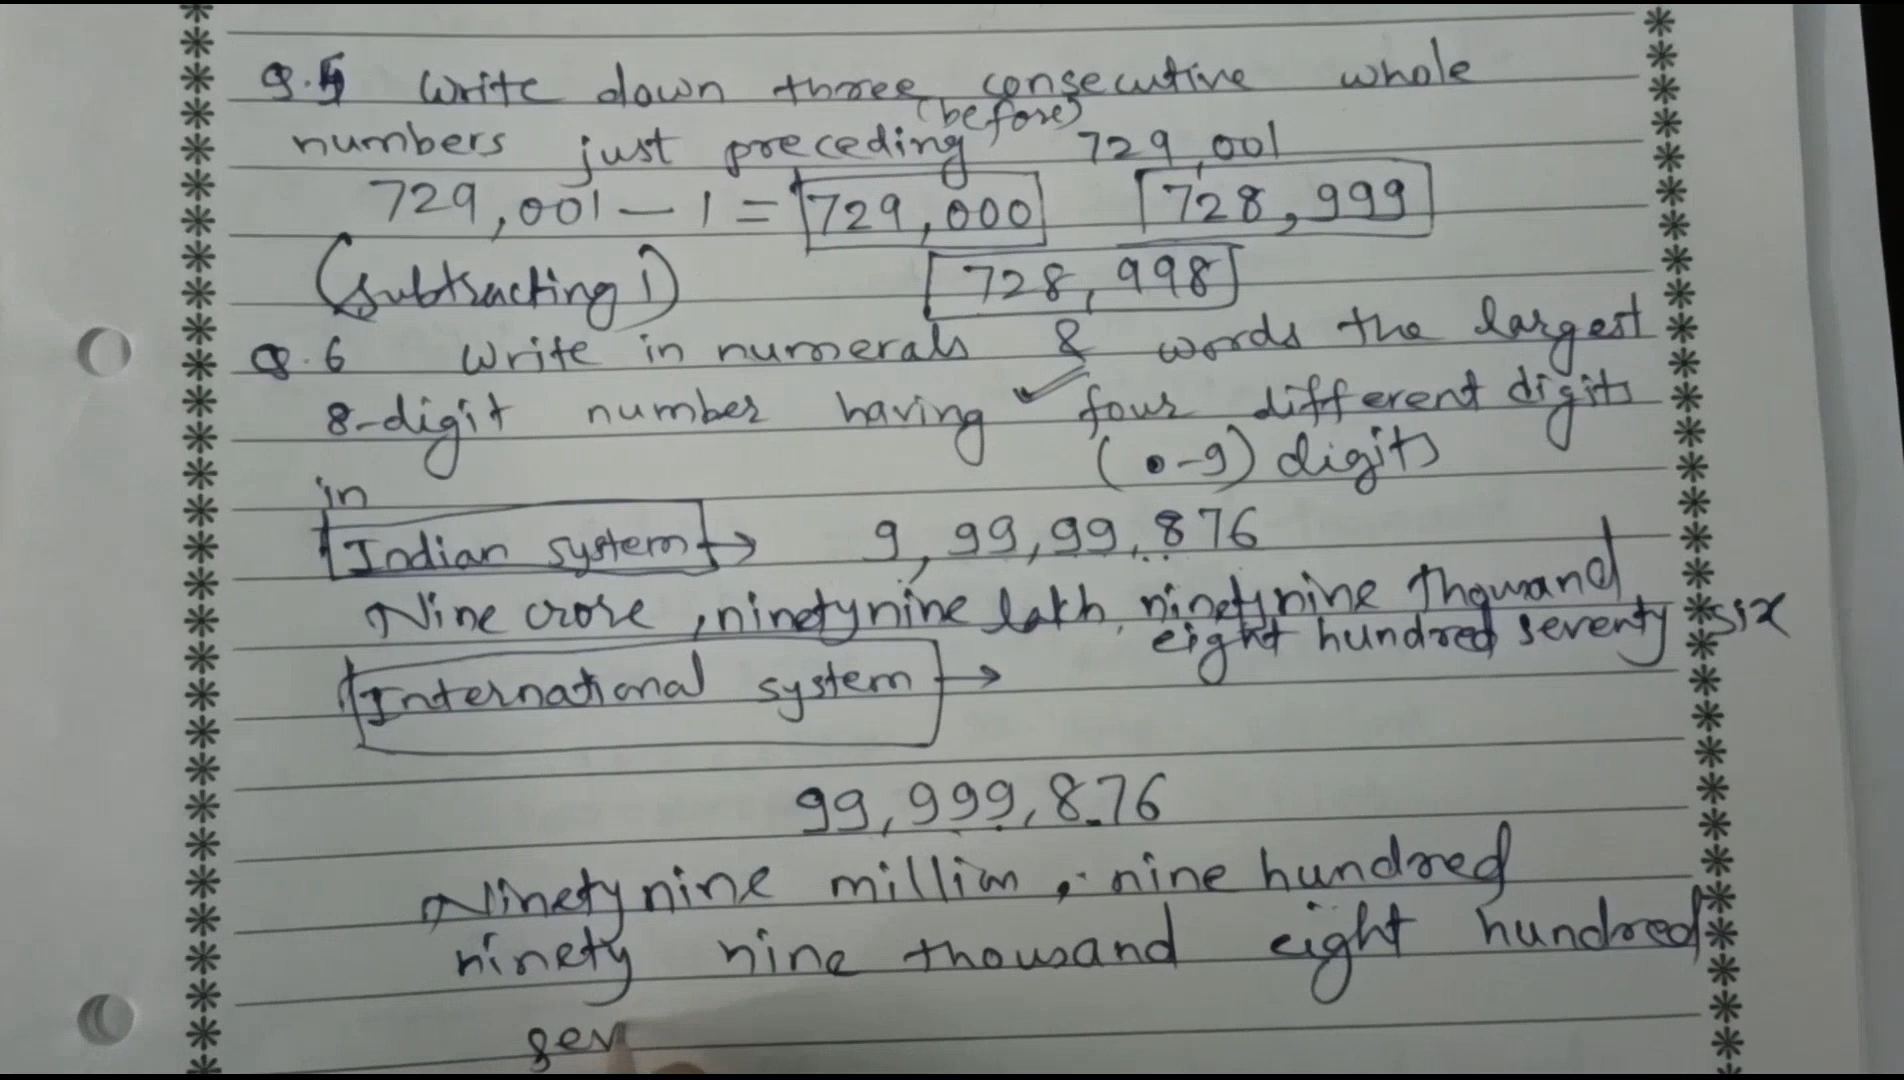 Q.5 Write down three consecutive whole
(before)
numbers just preceding 729,001
729,001 - 1 = 729,000 728,999
(subtracting 1) 728,998
Q.6 Write in numerals & words the largest
8-digit number having four different digits
(0-9) digits
in
Indian system → 9,99,99,876
Nine crore, ninetynine lakh, ninetynine thousand
eight hundred seventy six
International system →
99,999,876
Ninety nine million, nine hundred
ninety nine thousand eight hundred
sev